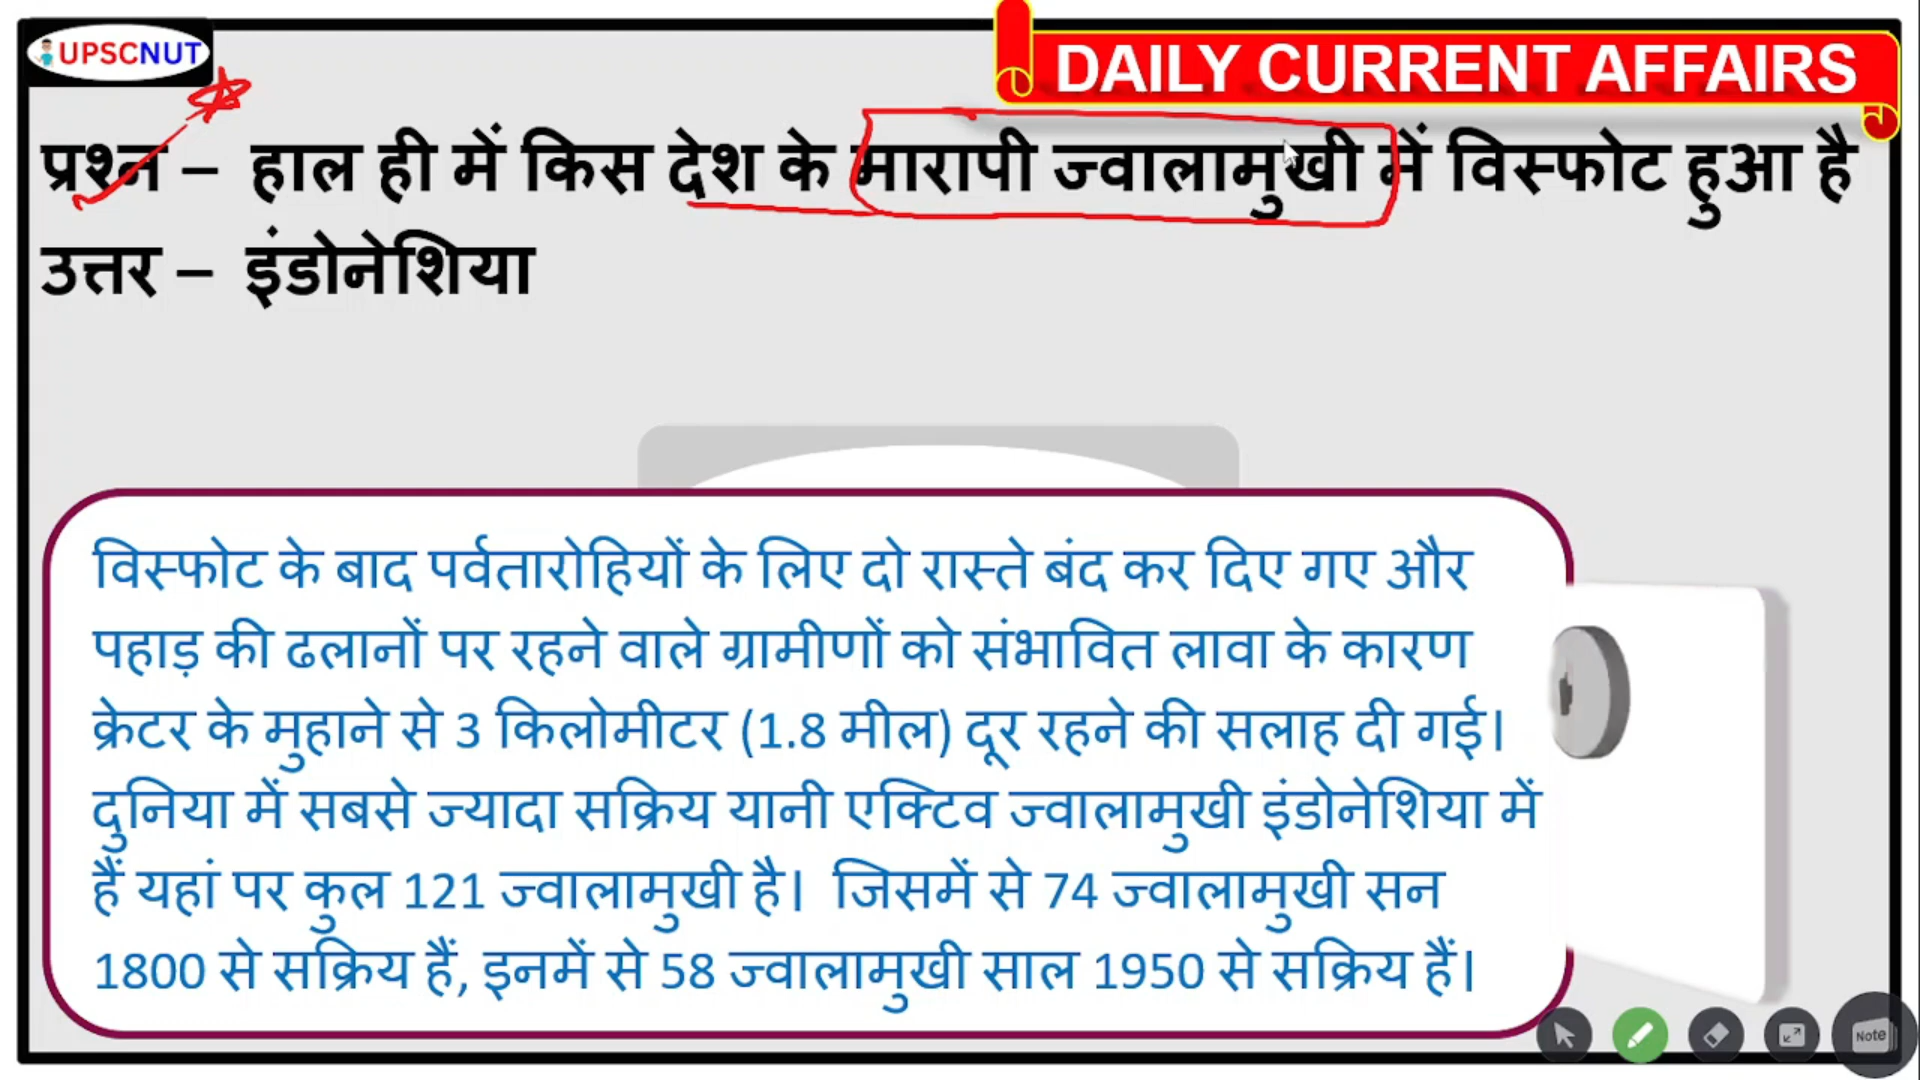 UPSCNUT
DAILY CURRENT AFFAIRS
प्रश्न – हाल ही में किस देश के मारापी ज्वालामुखी में विस्फोट हुआ है
उत्तर – इंडोनेशिया
विस्फोट के बाद पर्वतारोहियों के लिए दो रास्ते बंद कर दिए गए और
पहाड़ की ढलानों पर रहने वाले ग्रामीणों को संभावित लावा के कारण
क्रेटर के मुहाने से 3 किलोमीटर (1.8 मील) दूर रहने की सलाह दी गई।
दुनिया में सबसे ज्यादा सक्रिय यानी एक्टिव ज्वालामुखी इंडोनेशिया में
हैं यहां पर कुल 121 ज्वालामुखी है। जिसमें से 74 ज्वालामुखी सन
1800 से सक्रिय हैं, इनमें से 58 ज्वालामुखी साल 1950 से सक्रिय हैं।
Note